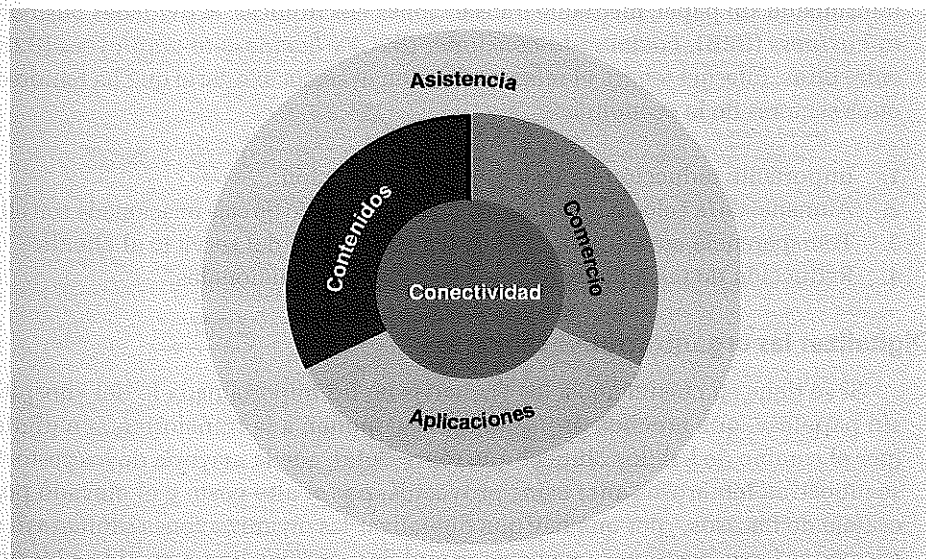 Asistencia
Contenidos
Comercio
Conectividad
Aplicaciones